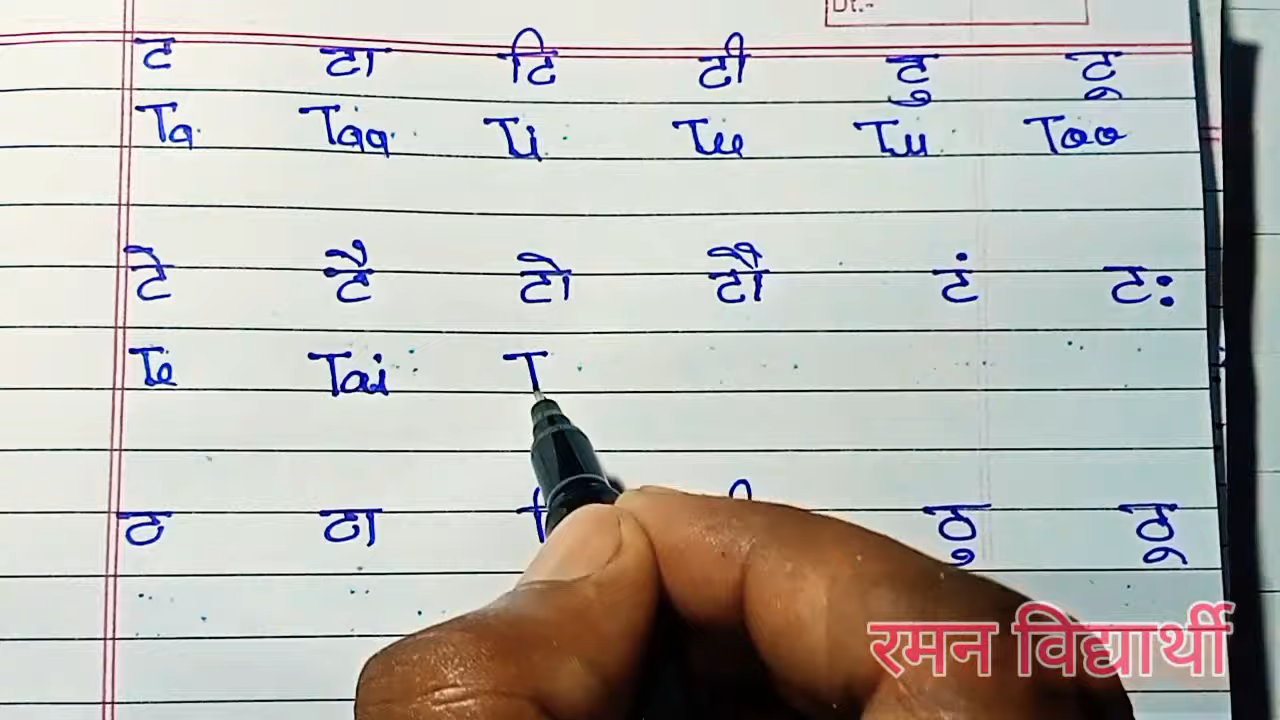 Dt.-
ट टा टि टी टु टू
Ta Taa Ti Tee Tu Too
टे टै टो टौ टं टः
Te Tai T
ठ ठा ठु ठू
रमन विद्यार्थी